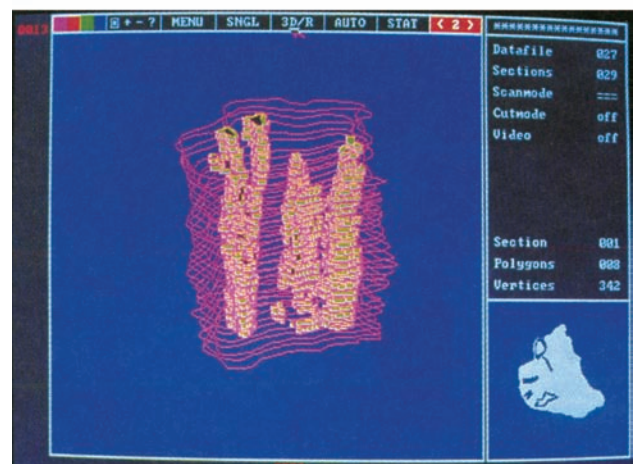 0013
+ - ? MENU SNGL 3D/R AUTO STAT < 2 >
Datafile 027
Sections 029
Scanmode ===
Cutmode off
Video off
Section 001
Polygons 003
Vertices 342